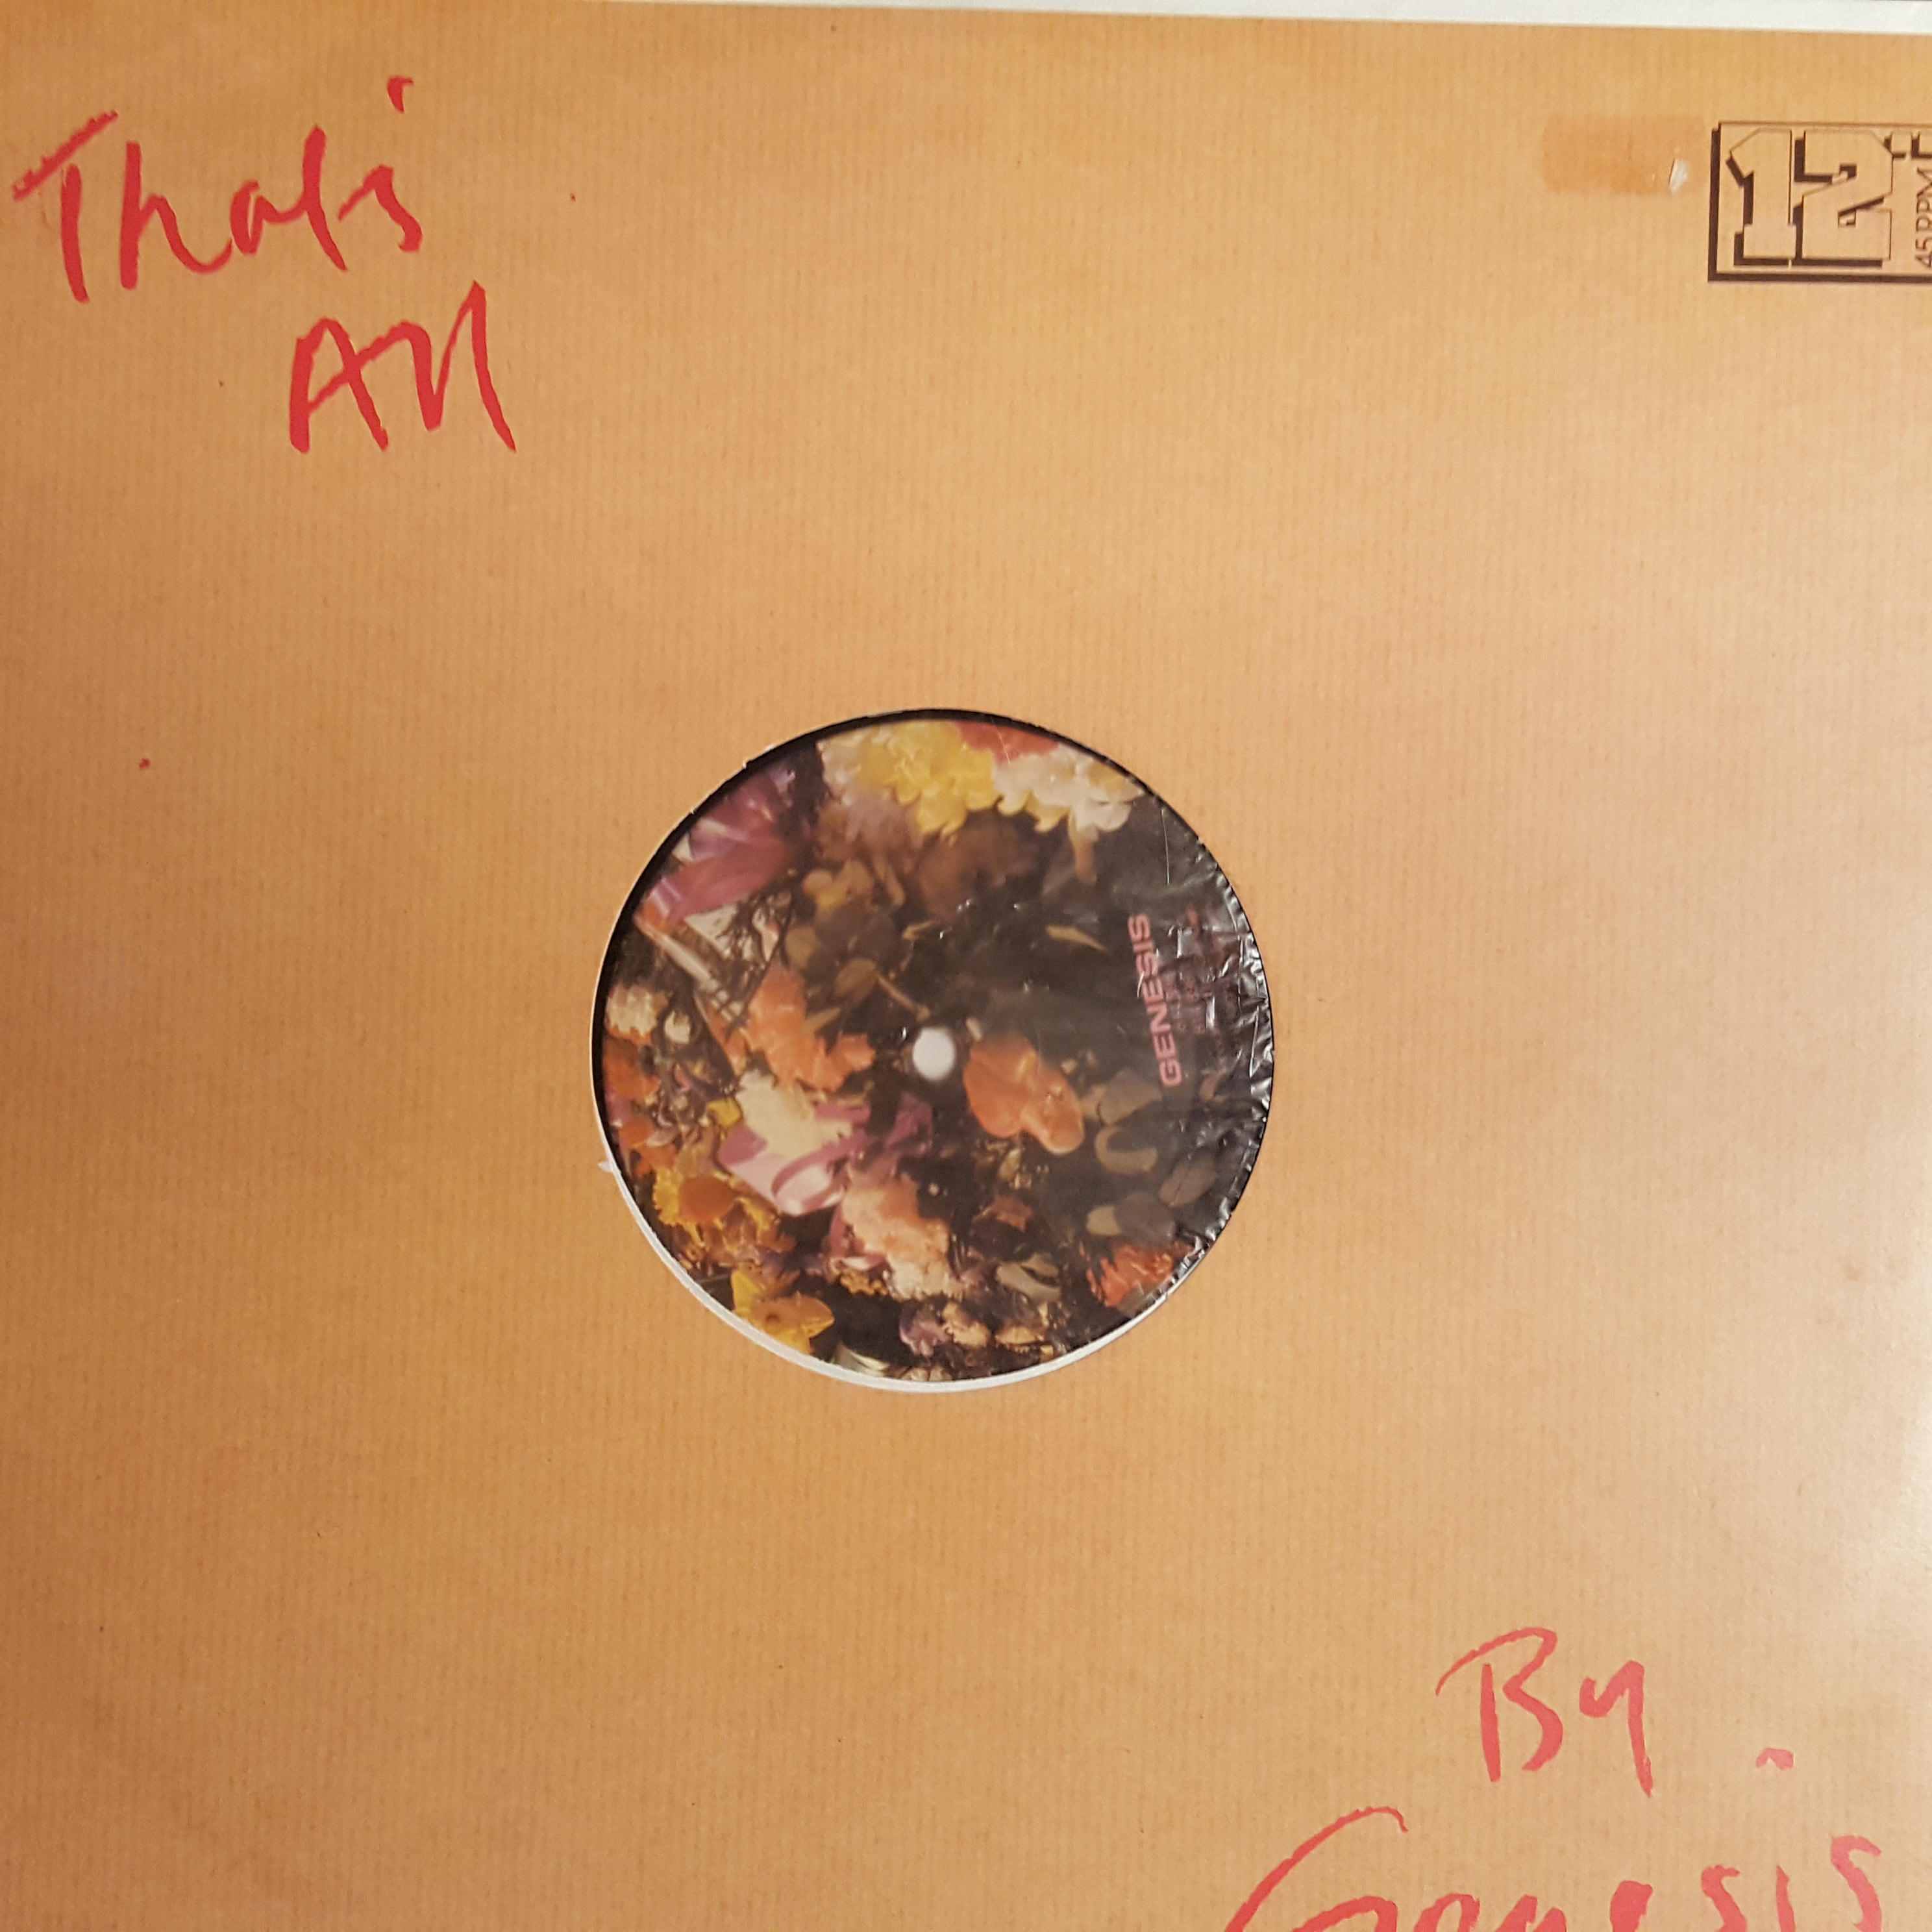 That's
All
12"
45 RPM
GENESIS
By
Genesis